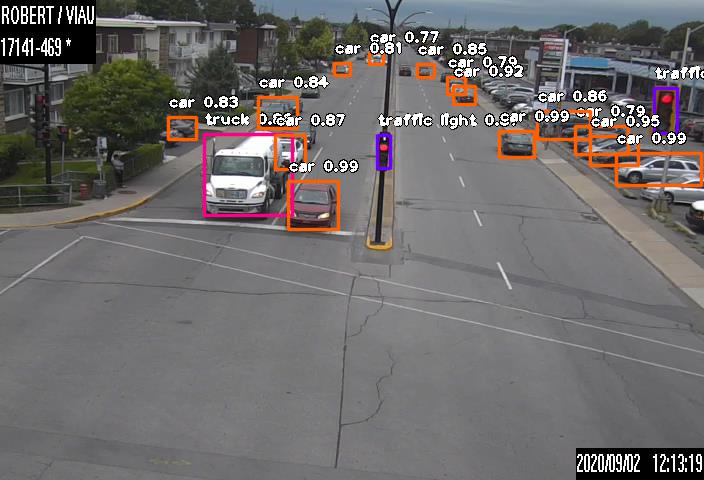 ROBERT / VIAU
17141-469 *
car 0.77
car 0.81
car 0.85
car 0.79
car 0.92
car 0.84
traffic
car 0.83
car 0.86
truck
car 0.87
traffic light
car 0.99
0.79
car 0.95
car 0.99
car 0.99
2020/09/02 12:13:19